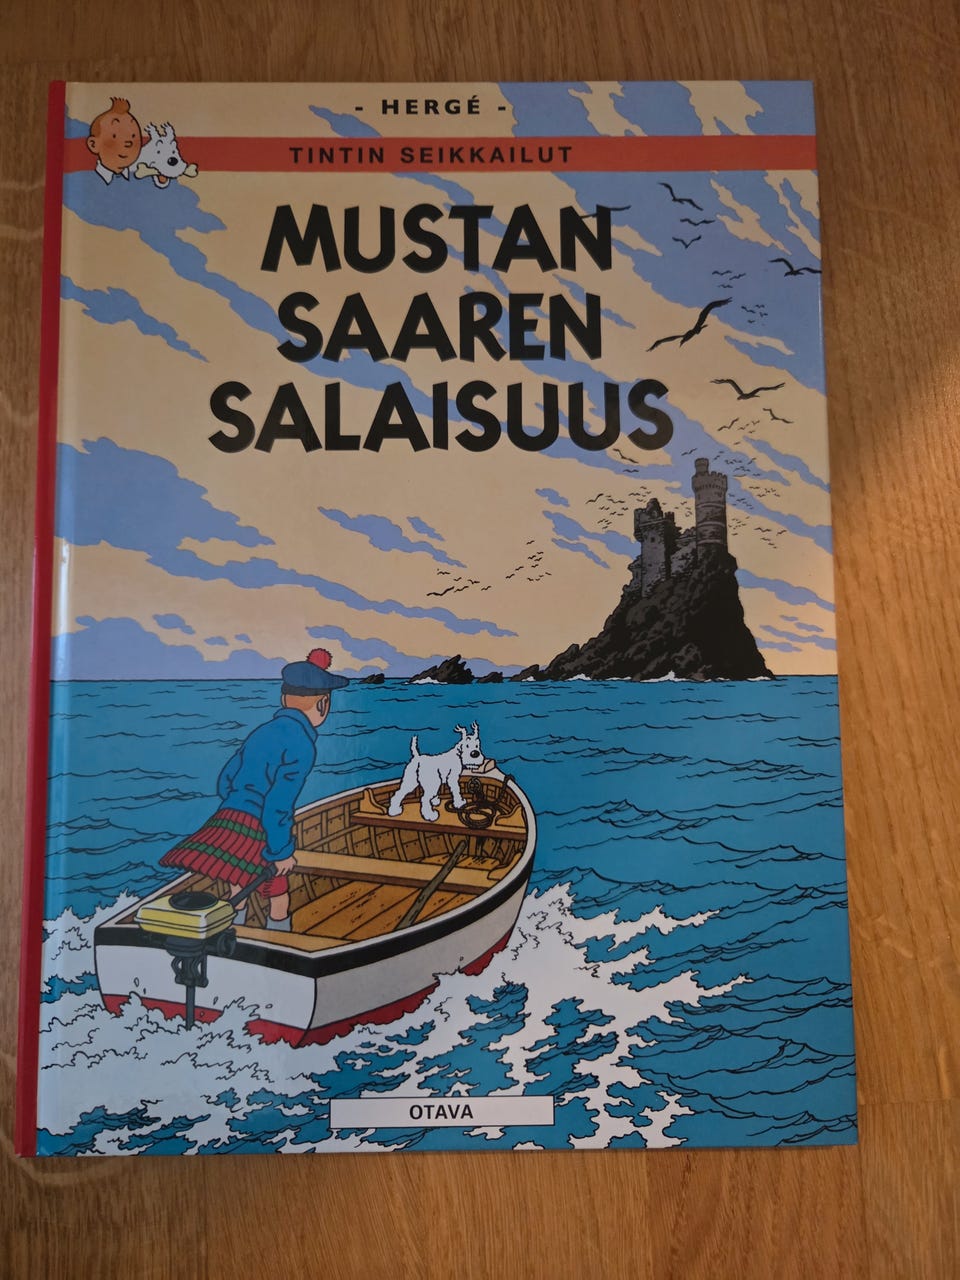 - HERGÉ -
TINTIN SEIKKAILUT
MUSTAN
SAAREN
SALAISUUS
OTAVA